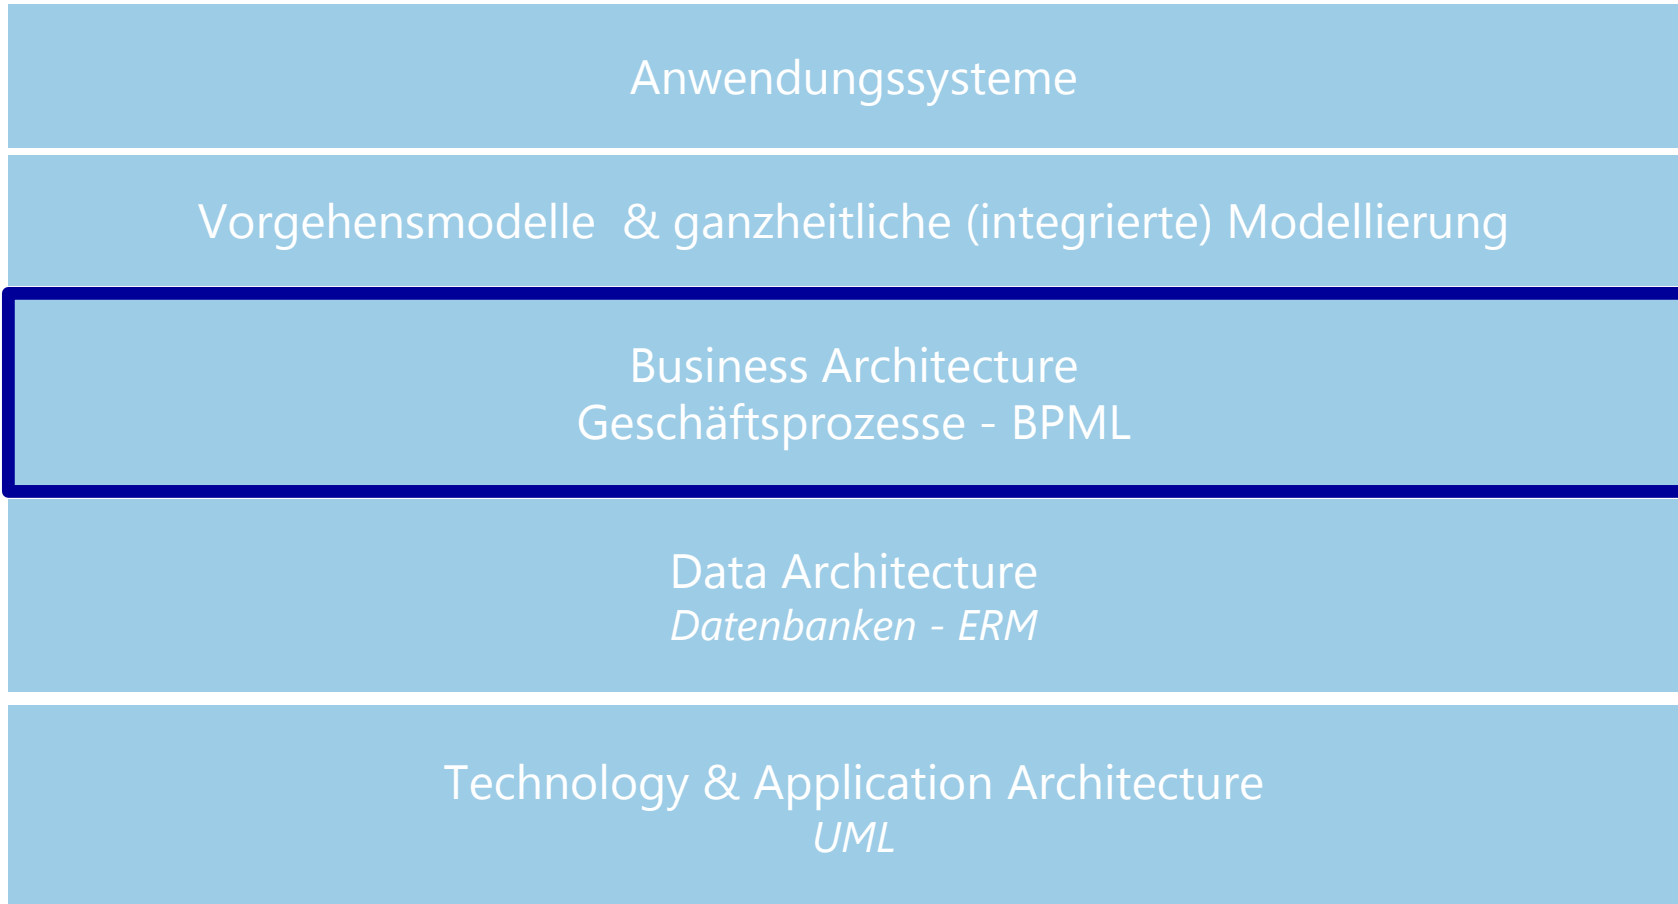 Anwendungssysteme
Vorgehensmodelle & ganzheitliche (integrierte) Modellierung
Business Architecture
Geschäftsprozesse - BPML
Data Architecture
Datenbanken - ERM
Technology & Application Architecture
UML